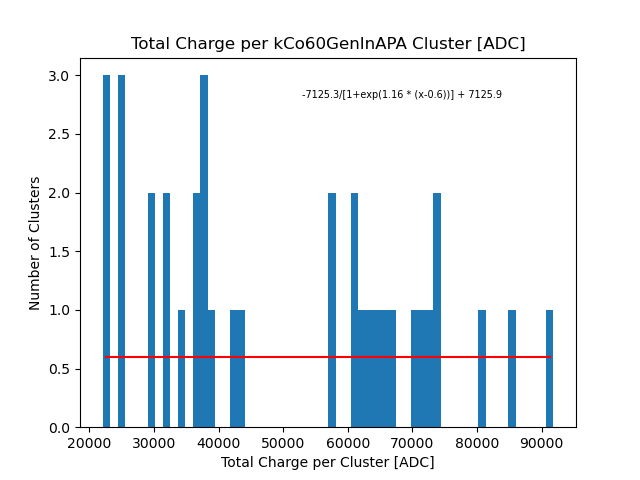 Total Charge per kCo60GenInAPA Cluster [ADC]
-7125.3/[1+exp(1.16 * (x-0.6))] + 7125.9
3.0
2.5
2.0
1.5
1.0
0.5
0.0
Number of Clusters
20000 30000 40000 50000 60000 70000 80000 90000
Total Charge per Cluster [ADC]